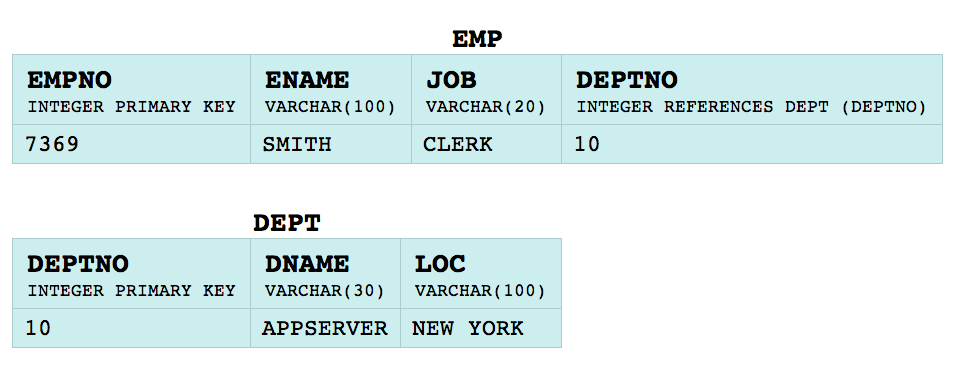 EMP
EMPNO ENAME JOB DEPTNO
INTEGER PRIMARY KEY VARCHAR(100) VARCHAR(20) INTEGER REFERENCES DEPT (DEPTNO)
7369 SMITH CLERK 10
DEPT
DEPTNO DNAME LOC
INTEGER PRIMARY KEY VARCHAR(30) VARCHAR(100)
10 APPSERVER NEW YORK